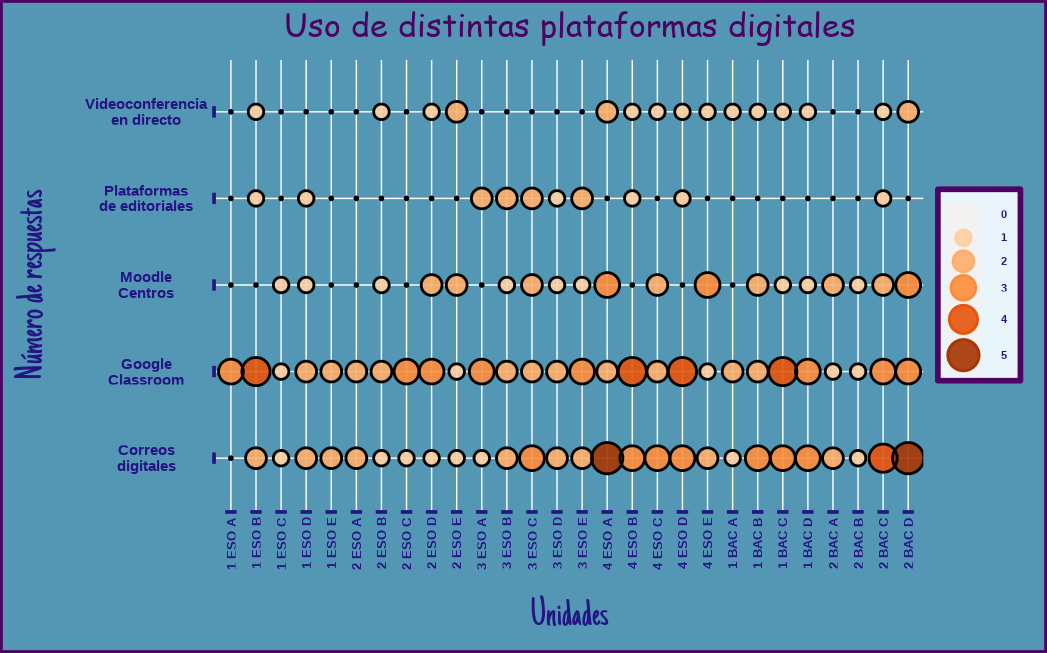 Uso de distintas plataformas digitales
Número de respuestas
Videoconferencia
en directo
Plataformas
de editoriales
Moodle
Centros
Google
Classroom
Correos
digitales
0
1
2
3
4
5
1 ESO A
1 ESO B
1 ESO C
1 ESO D
1 ESO E
2 ESO A
2 ESO B
2 ESO C
2 ESO D
2 ESO E
3 ESO A
3 ESO B
3 ESO C
3 ESO D
3 ESO E
4 ESO A
4 ESO B
4 ESO C
4 ESO D
4 ESO E
1 BAC A
1 BAC B
1 BAC C
1 BAC D
2 BAC A
2 BAC B
2 BAC C
2 BAC D
Unidades